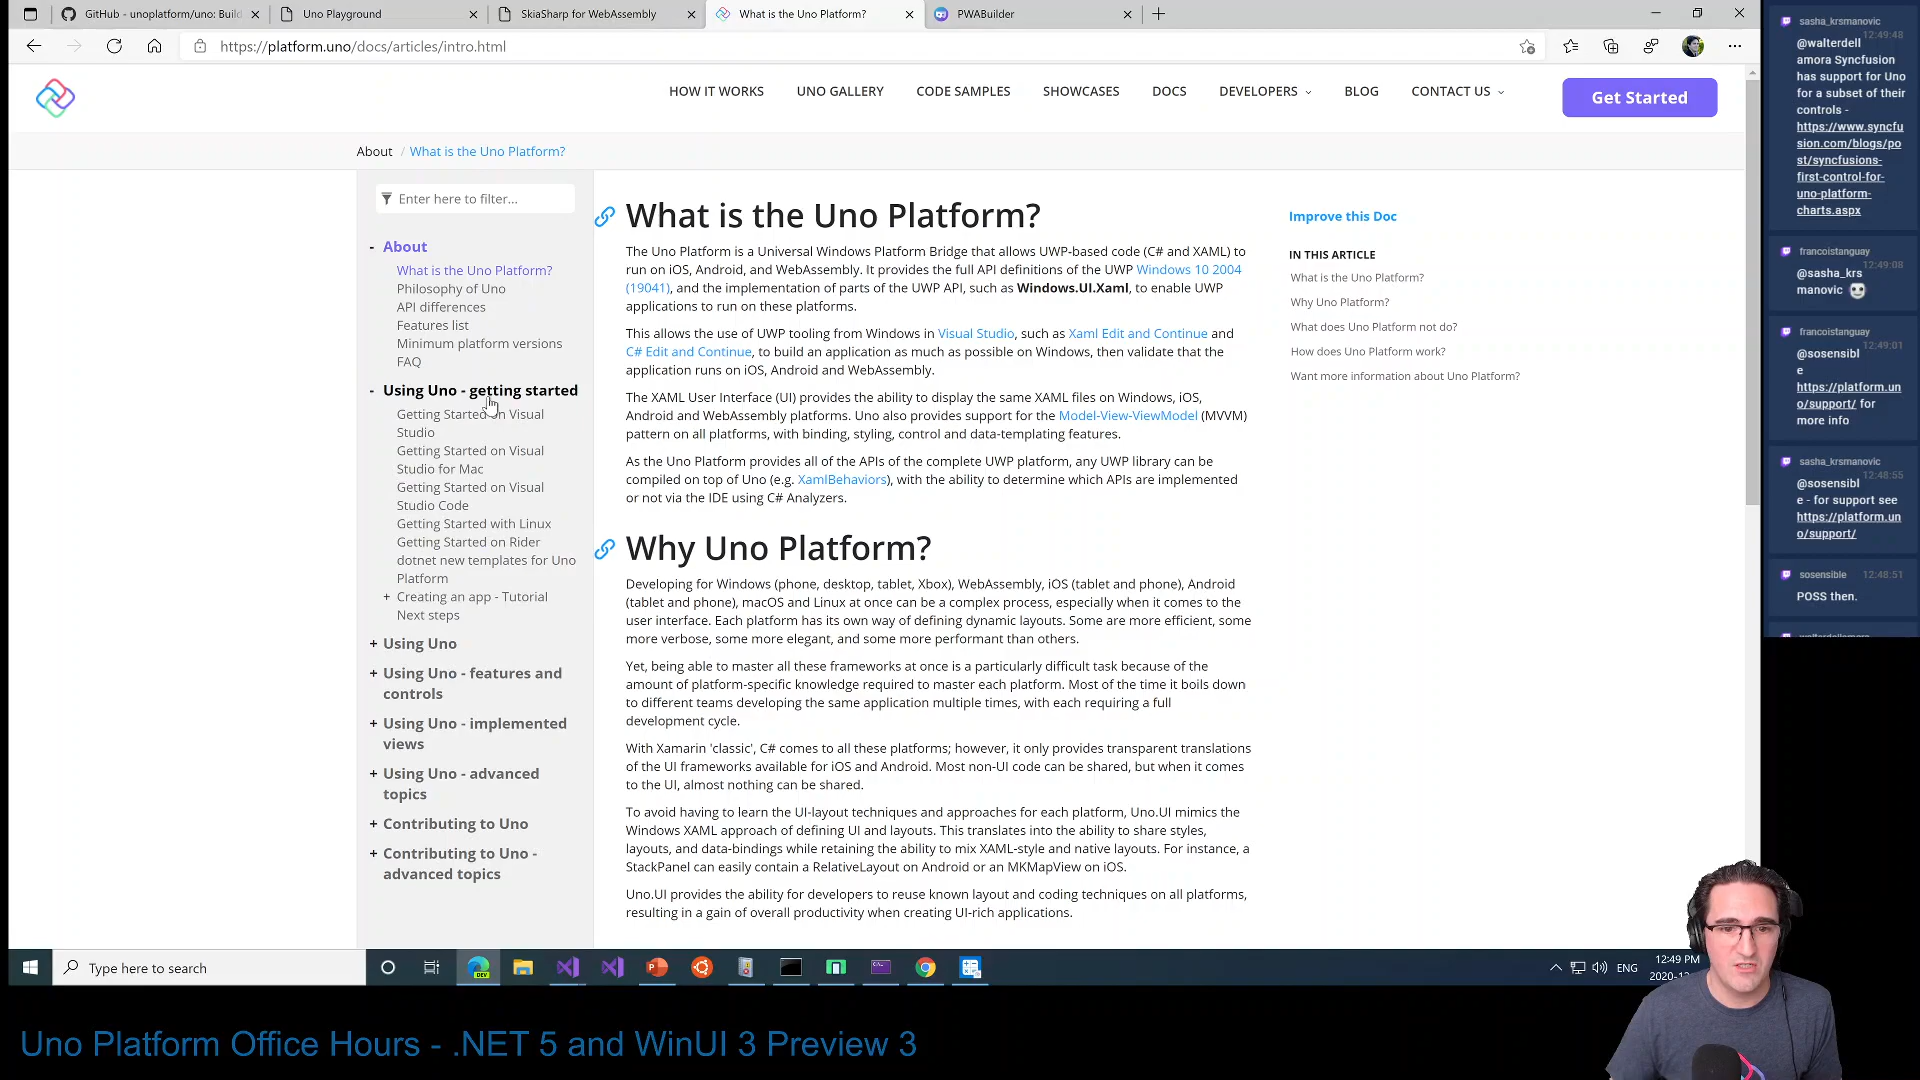 GitHub - unoplatform/uno: Build
Uno Playground
SkiaSharp for WebAssembly
What is the Uno Platform?
PWABuilder
https://platform.uno/docs/articles/intro.html
HOW IT WORKS
UNO GALLERY
CODE SAMPLES
SHOWCASES
DOCS
DEVELOPERS
BLOG
CONTACT US
Get Started
About / What is the Uno Platform?
Enter here to filter...
- About
What is the Uno Platform?
Philosophy of Uno
API differences
Features list
Minimum platform versions
FAQ
- Using Uno - getting started
Getting Started on Visual
Studio
Getting Started on Visual
Studio for Mac
Getting Started on Visual
Studio Code
Getting Started with Linux
Getting Started on Rider
dotnet new templates for Uno
Platform
+ Creating an app - Tutorial
Next steps
+ Using Uno
+ Using Uno - features and
controls
+ Using Uno - implemented
views
+ Using Uno - advanced
topics
+ Contributing to Uno
+ Contributing to Uno -
advanced topics
What is the Uno Platform?
The Uno Platform is a Universal Windows Platform Bridge that allows UWP-based code (C# and XAML) to
run on iOS, Android, and WebAssembly. It provides the full API definitions of the UWP Windows 10 2004
(19041), and the implementation of parts of the UWP API, such as Windows.UI.Xaml, to enable UWP
applications to run on these platforms.
This allows the use of UWP tooling from Windows in Visual Studio, such as Xaml Edit and Continue and
C# Edit and Continue, to build an application as much as possible on Windows, then validate that the
application runs on iOS, Android and WebAssembly.
The XAML User Interface (UI) provides the ability to display the same XAML files on Windows, iOS,
Android and WebAssembly platforms. Uno also provides support for the Model-View-ViewModel (MVVM)
pattern on all platforms, with binding, styling, control and data-templating features.
As the Uno Platform provides all of the APIs of the complete UWP platform, any UWP library can be
compiled on top of Uno (e.g. XamlBehaviors), with the ability to determine which APIs are implemented
or not via the IDE using C# Analyzers.
Why Uno Platform?
Developing for Windows (phone, desktop, tablet, Xbox), WebAssembly, iOS (tablet and phone), Android
(tablet and phone), macOS and Linux at once can be a complex process, especially when it comes to the
user interface. Each platform has its own way of defining dynamic layouts. Some are more efficient, some
more verbose, some more elegant, and some more performant than others.
Yet, being able to master all these frameworks at once is a particularly difficult task because of the
amount of platform-specific knowledge required to master each platform. Most of the time it boils down
to different teams developing the same application multiple times, with each requiring a full
development cycle.
With Xamarin 'classic', C# comes to all these platforms; however, it only provides transparent translations
of the UI frameworks available for iOS and Android. Most non-UI code can be shared, but when it comes
to the UI, almost nothing can be shared.
To avoid having to learn the UI-layout techniques and approaches for each platform, Uno.UI mimics the
Windows XAML approach of defining UI and layouts. This translates into the ability to share styles,
layouts, and data-bindings while retaining the ability to mix XAML-style and native layouts. For instance, a
StackPanel can easily contain a RelativeLayout on Android or an MKMapView on iOS.
Uno.UI provides the ability for developers to reuse known layout and coding techniques on all platforms,
resulting in a gain of overall productivity when creating UI-rich applications.
Improve this Doc
IN THIS ARTICLE
What is the Uno Platform?
Why Uno Platform?
What does Uno Platform not do?
How does Uno Platform work?
Want more information about Uno Platform?
sasha_krsmanovic
12:49:48
@walterdell
amora Syncfusion
has support for Uno
for a subset of their
controls -
https://www.syncfu
sion.com/blogs/po
st/syncfusions-
first-control-for-
uno-platform-
charts.aspx
francoistanguay
12:49:08
@sasha_krs
manovic
francoistanguay
12:49:01
@sosensibl
e
https://platform.un
o/support/ for
more info
sasha_krsmanovic
12:48:55
@sosensibl
e - for support see
https://platform.un
o/support/
sosensible 12:48:51
POSS then.
Type here to search
DEV
ENG
12:49 PM
2020-12
Uno Platform Office Hours - .NET 5 and WinUI 3 Preview 3